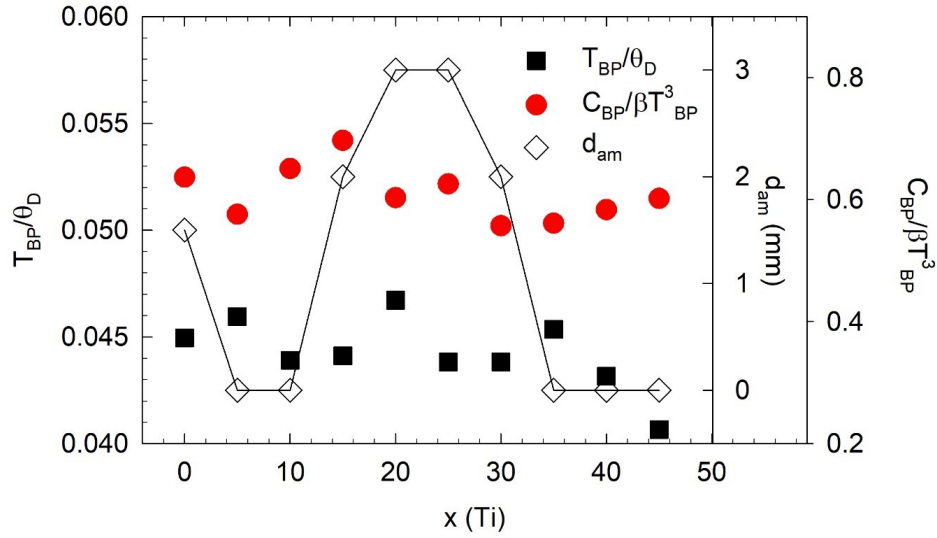 0.060
0.055
0.050
0.045
0.040
T_BP/θ_D
T_BP/θ_D
C_BP/βT³_BP
d_am
3
2
1
0
d_am (mm)
0.8
0.6
0.4
0.2
C_BP/βT³_BP
0 10 20 30 40 50
x (Ti)